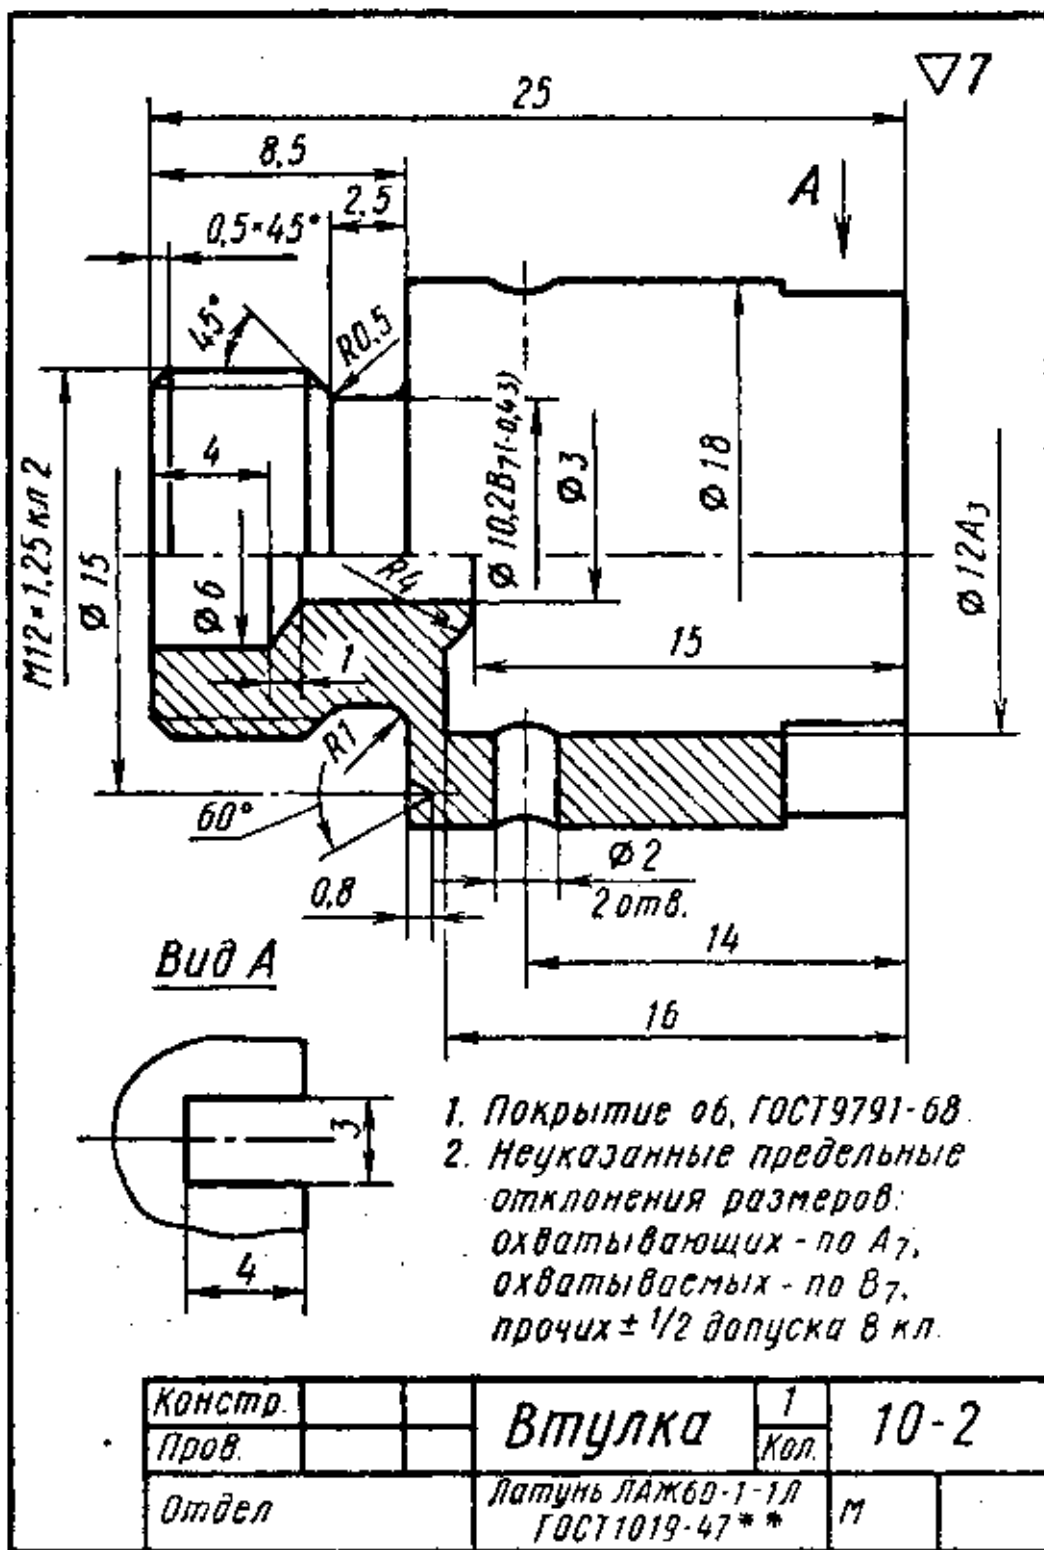 ▽7
25
8,5
2,5
А
0,5×45°
45°
R0,5
М12×1,25 кл 2
4
Ø 15
Ø 6
Ø 10,2В7(-0,43)
Ø 3
Ø 18
Ø 12А3
R4
1
15
R1
60°
0,8
Ø 2
2 отв.
14
16
Вид А
3
4
1. Покрытие об, ГОСТ9791-68
2. Неуказанные предельные
отклонения размеров:
охватывающих - по А7,
охватываемых - по В7,
прочих ± 1/2 допуска 8 кл.
Констр.
Пров.
Отдел
Втулка
1
Кол.
10-2
Латунь ЛАЖ60-1-1Л
ГОСТ1019-47**
М